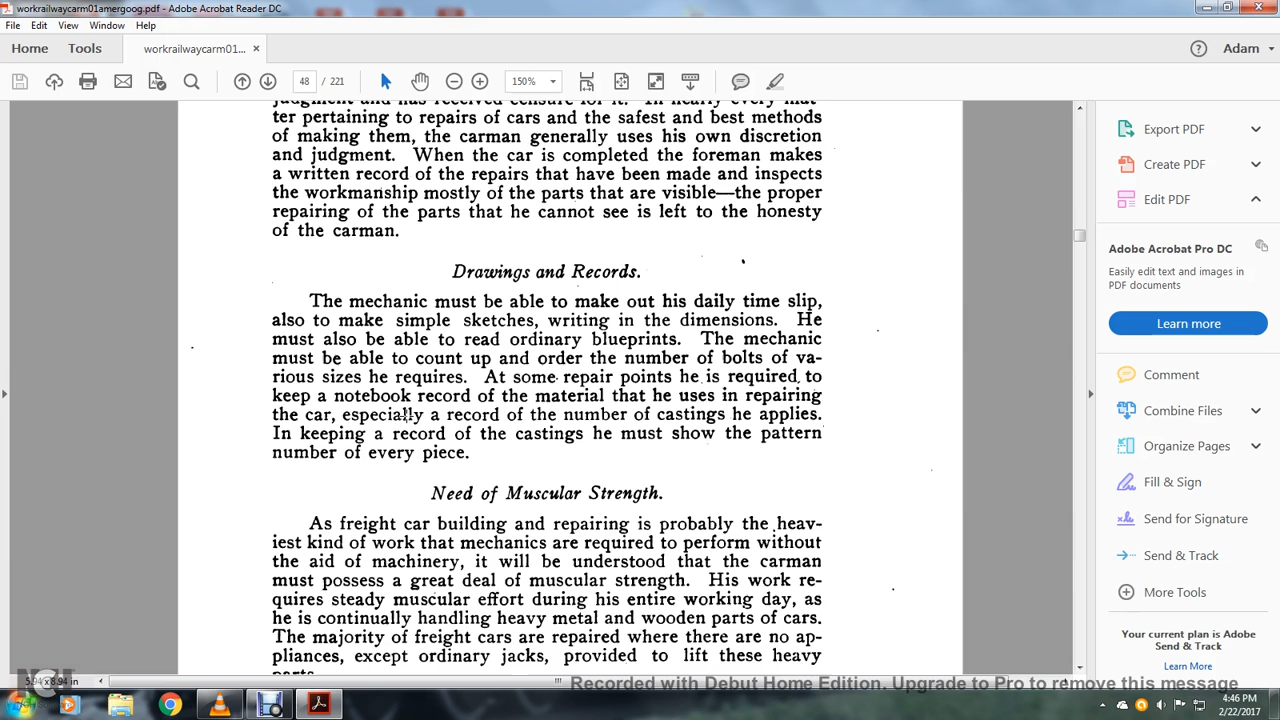 workrailwaycarm01amergoog.pdf - Adobe Acrobat Reader DC
File Edit View Window Help
Home Tools workrailwaycarm01... × Adam
48 / 221 150%
judgment and has received censure for it. In nearly every mat-
ter pertaining to repairs of cars and the safest and best methods
of making them, the carman generally uses his own discretion
and judgment. When the car is completed the foreman makes
a written record of the repairs that have been made and inspects
the workmanship mostly of the parts that are visible—the proper
repairing of the parts that he cannot see is left to the honesty
of the carman.
Drawings and Records.
The mechanic must be able to make out his daily time slip,
also to make simple sketches, writing in the dimensions. He
must also be able to read ordinary blueprints. The mechanic
must be able to count up and order the number of bolts of va-
rious sizes he requires. At some repair points he is required to
keep a notebook record of the material that he uses in repairing
the car, especially a record of the number of castings he applies.
In keeping a record of the castings he must show the pattern
number of every piece.
Need of Muscular Strength.
As freight car building and repairing is probably the heav-
iest kind of work that mechanics are required to perform without
the aid of machinery, it will be understood that the carman
must possess a great deal of muscular strength. His work re-
quires steady muscular effort during his entire working day, as
he is continually handling heavy metal and wooden parts of cars.
The majority of freight cars are repaired where there are no ap-
pliances, except ordinary jacks, provided to lift these heavy
parts.
Export PDF
Create PDF
Edit PDF
Adobe Acrobat Pro DC
Easily edit text and images in
PDF documents
Learn more
Comment
Combine Files
Organize Pages
Fill & Sign
Send for Signature
Send & Track
More Tools
Your current plan is Adobe
Send & Track
Learn More
5.94 x 8.94 in
Recorded with Debut Home Edition. Upgrade to Pro to remove this message
4:46 PM
2/22/2017